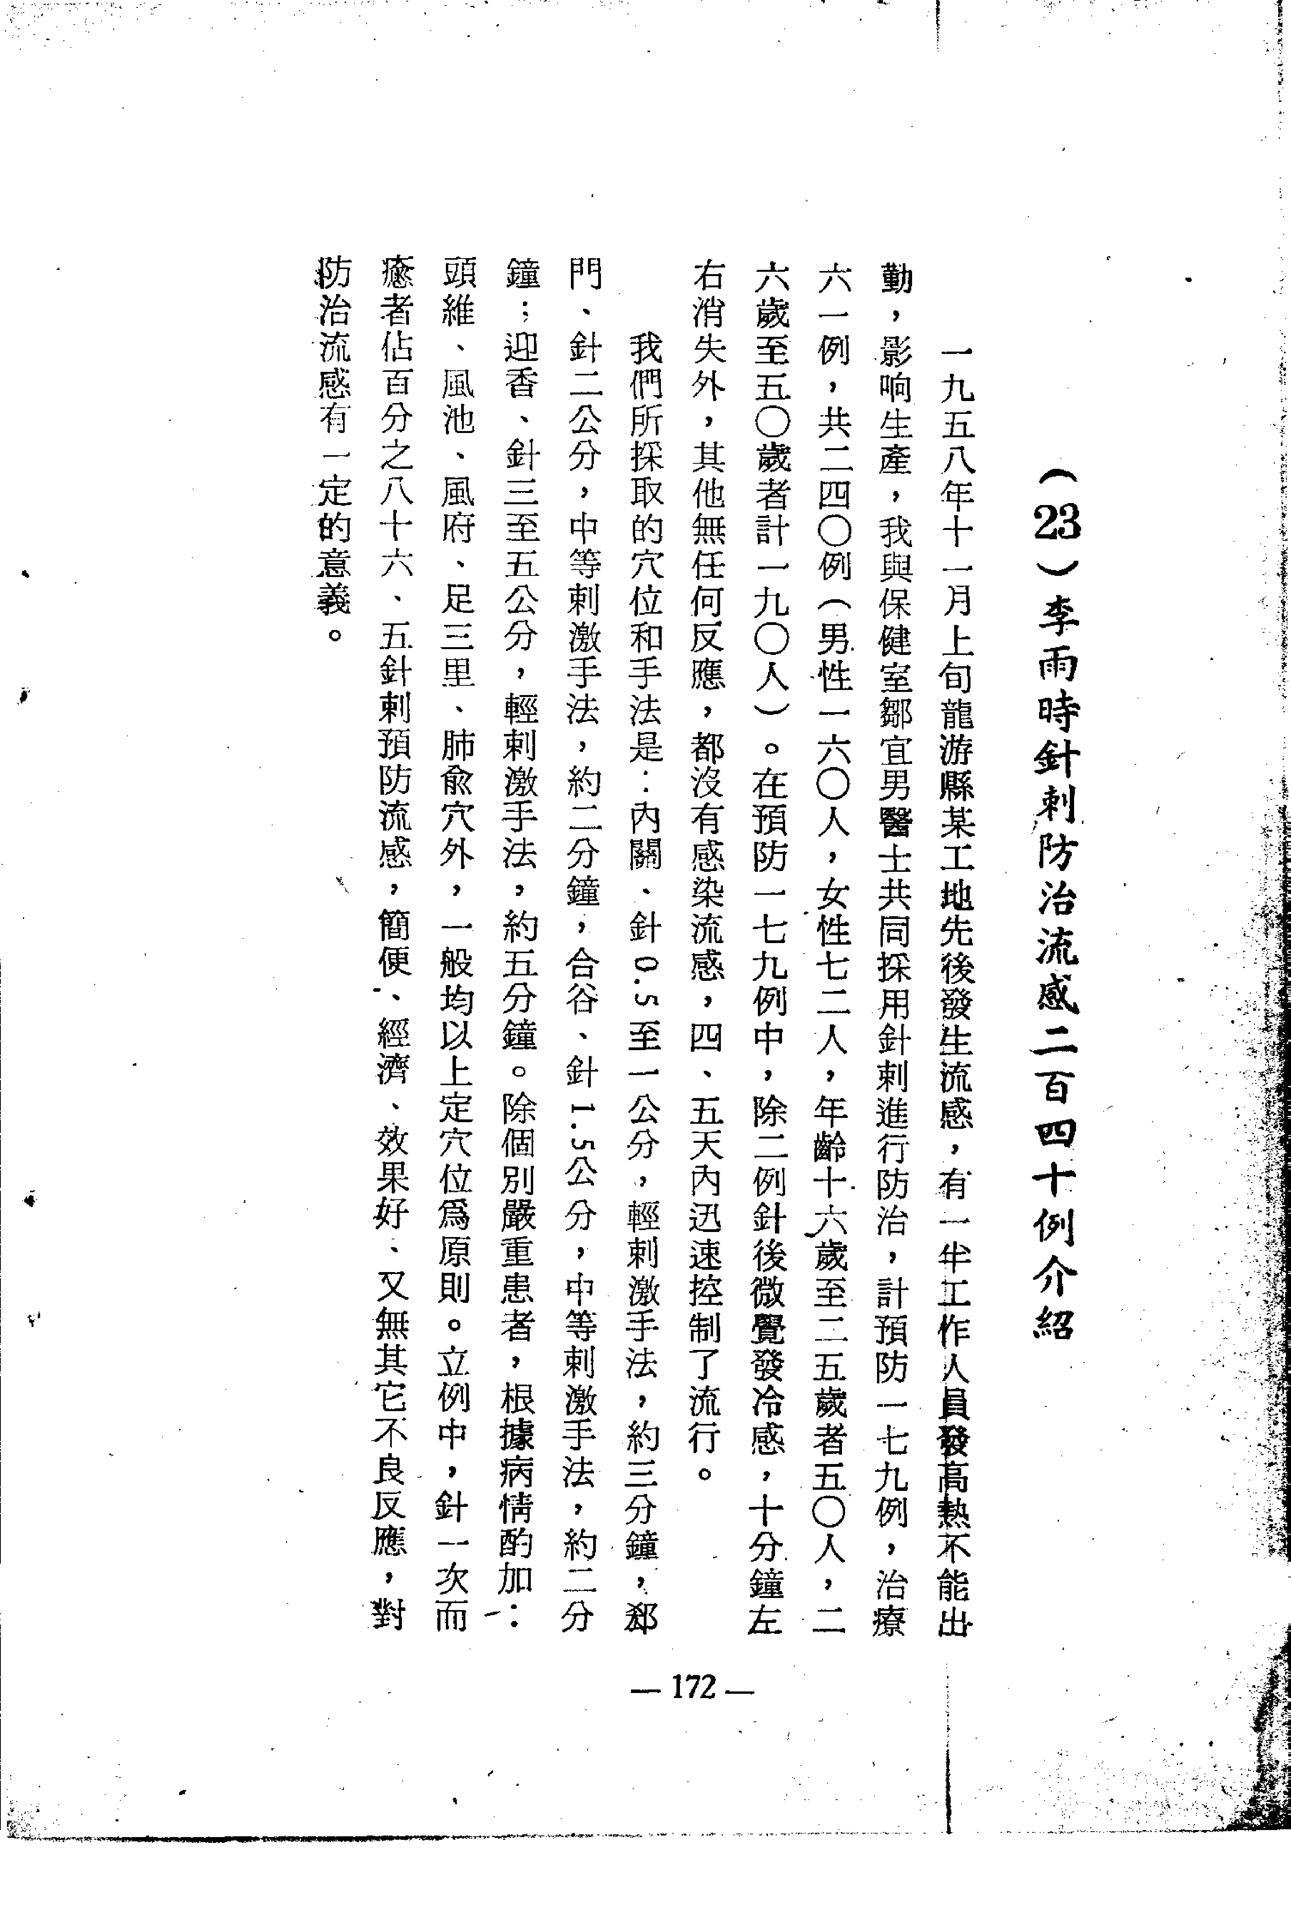 （23）李雨時針刺防治流感二百四十例介紹
一九五八年十一月上旬龍游縣某工地先後發生流感，有一半工作人員發高熱不能出
勤，影响生產，我與保健室鄒宜男醫士共同採用針刺進行防治，計預防一七九例，治療
六一例，共二四〇例（男性一六〇人，女性七二人，年齡十六歲至二五歲者五〇人，二
六歲至五〇歲者計一九〇人）。在預防一七九例中，除二例針後微覺發冷感，十分鐘左
右消失外，其他無任何反應，都沒有感染流感，四、五天內迅速控制了流行。
我們所採取的穴位和手法是：內關、針0.5至一公分，輕刺激手法，約三分鐘，郄
門、針二公分，中等刺激手法，約二分鐘，合谷、針1.5公分，中等刺激手法，約二分
鐘；迎香、針三至五公分，輕刺激手法，約五分鐘。除個別嚴重患者，根據病情酌加：
頭維、風池、風府、足三里、肺兪穴外，一般均以上定穴位爲原則。立例中，針一次而
癒者佔百分之八十六、五針刺預防流感，簡便、經濟、效果好、又無其它不良反應，對
防治流感有一定的意義。
— 172 —